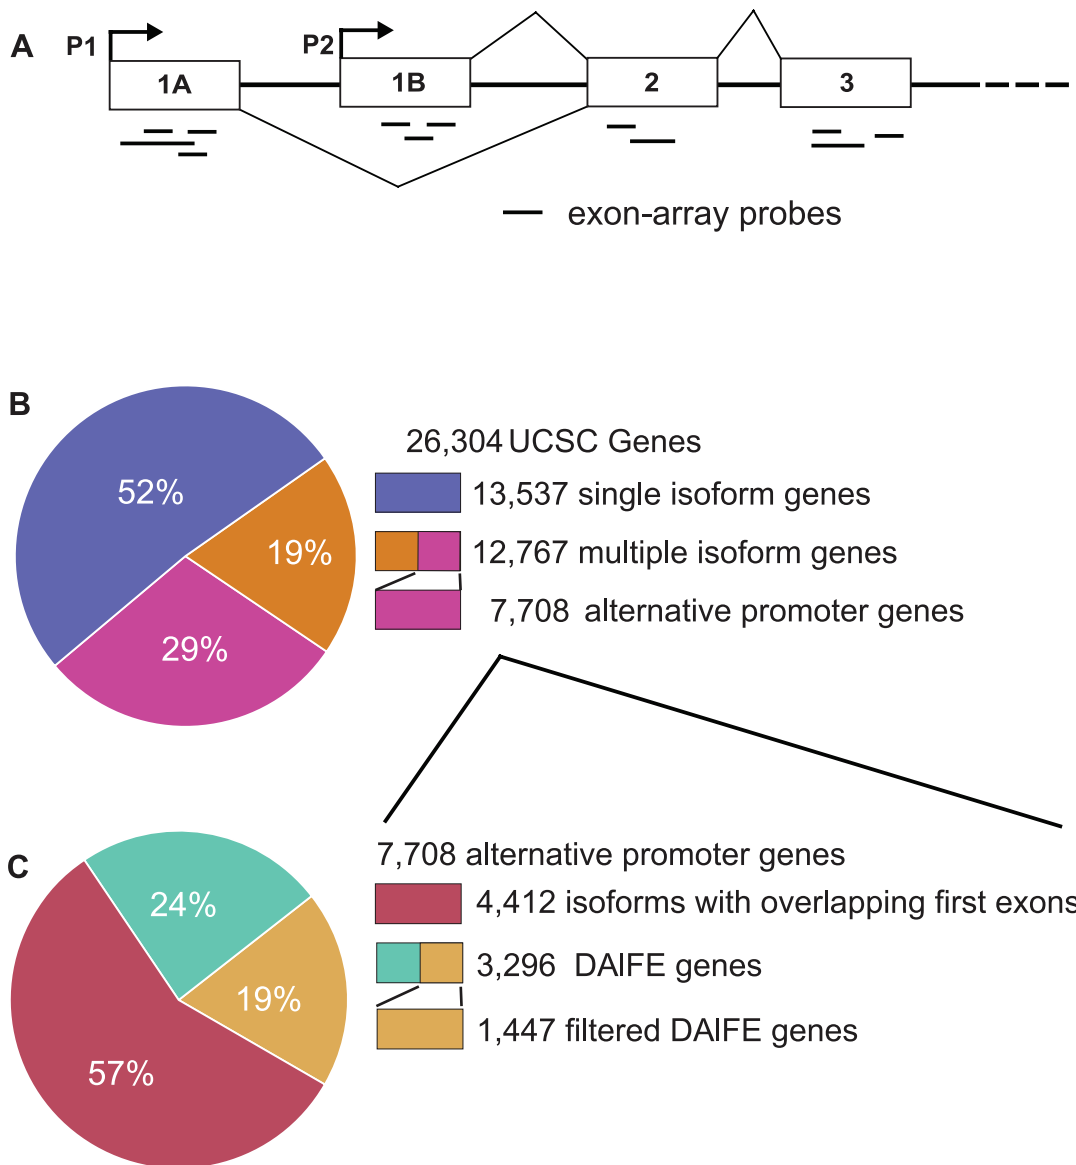 A
P1
P2
1A
1B
2
3
exon-array probes
B
52%
19%
29%
26,304 UCSC Genes
13,537 single isoform genes
12,767 multiple isoform genes
7,708 alternative promoter genes
C
24%
19%
57%
7,708 alternative promoter genes
4,412 isoforms with overlapping first exons
3,296 DAIFE genes
1,447 filtered DAIFE genes